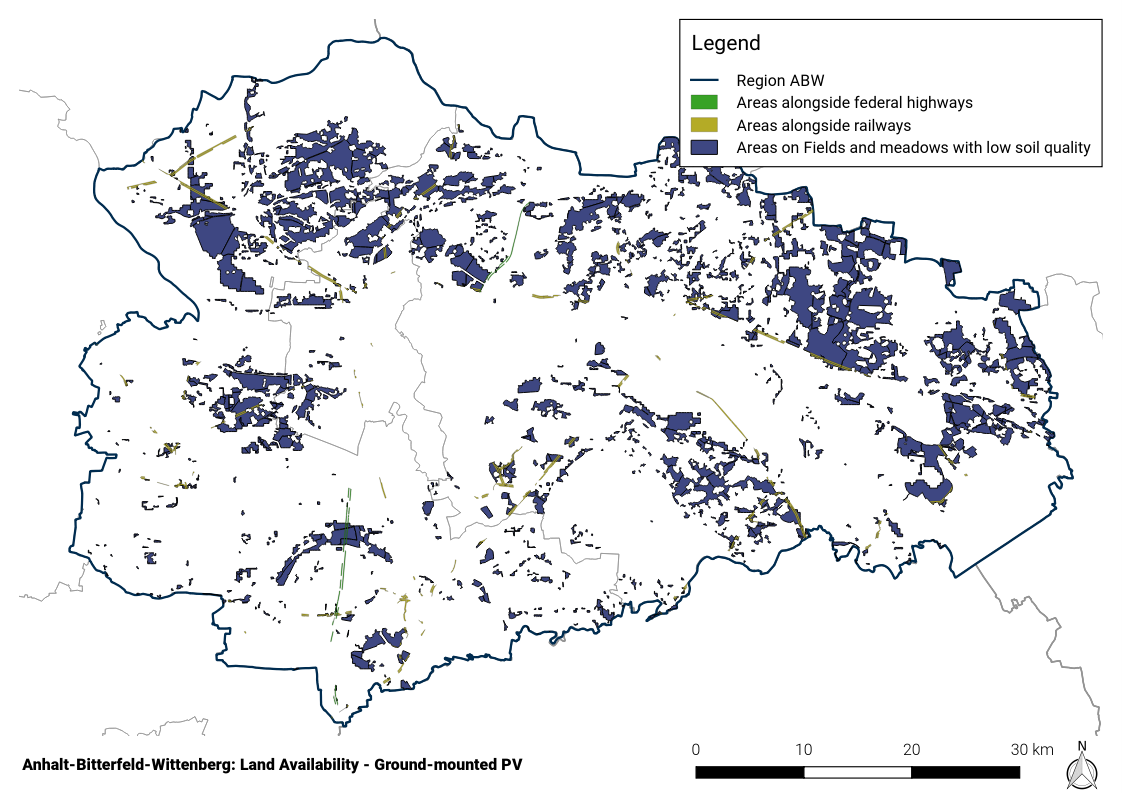 Legend
Region ABW
Areas alongside federal highways
Areas alongside railways
Areas on Fields and meadows with low soil quality
Anhalt-Bitterfeld-Wittenberg: Land Availability - Ground-mounted PV
0 10 20 30 km
N